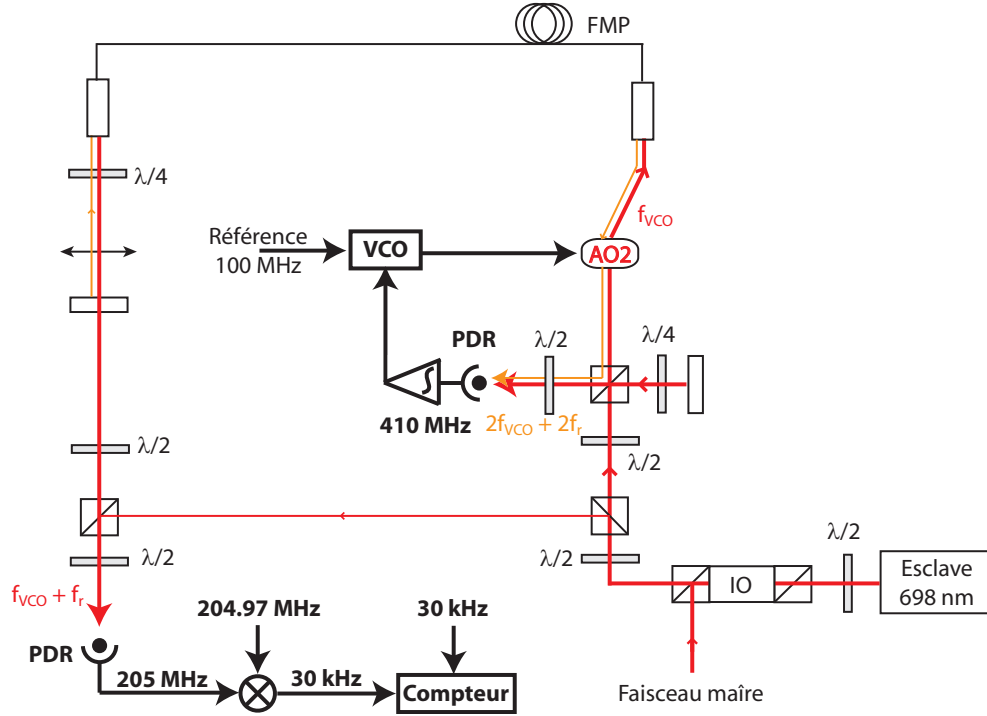 FMP
λ/4
f_VCO
Référence
100 MHz
VCO
AO2
PDR
λ/2
λ/4
410 MHz
2f_VCO + 2f_r
λ/2
λ/2
λ/2
λ/2
λ/2
IO
Esclave
698 nm
f_VCO + f_r
204.97 MHz
30 kHz
PDR
205 MHz
30 kHz
Compteur
Faisceau maîre